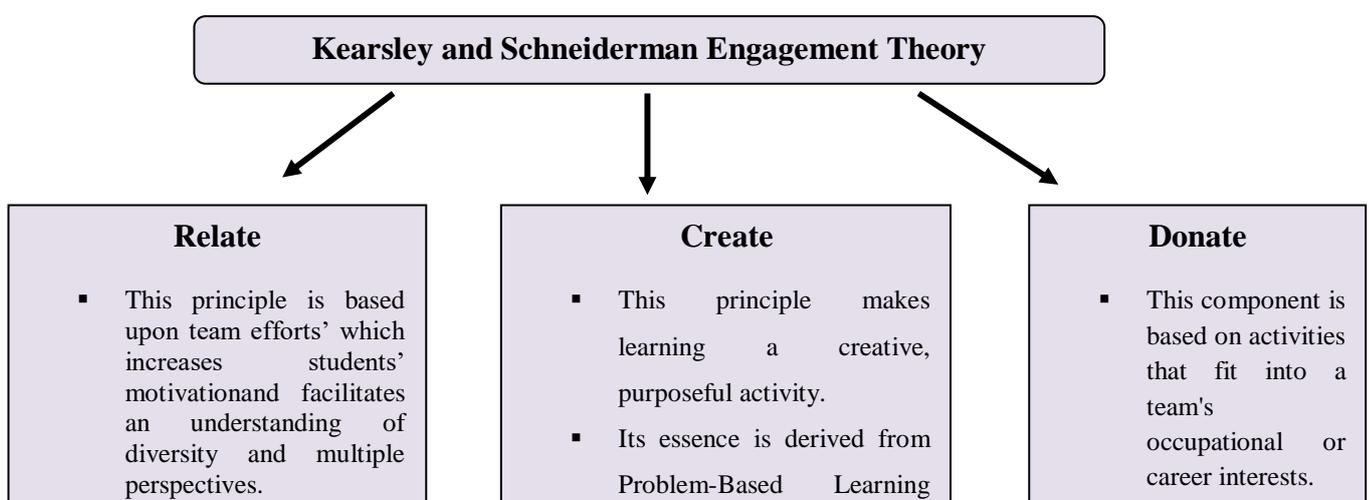 Kearsley and Schneiderman Engagement Theory
Relate
▪ This principle is based
upon team efforts’ which
increases students’
motivationand facilitates
an understanding of
diversity and multiple
perspectives.
Create
▪ This principle makes
learning a creative,
purposeful activity.
▪ Its essence is derived from
Problem-Based Learning
Donate
▪ This component is
based on activities
that fit into a
team's
occupational or
career interests.